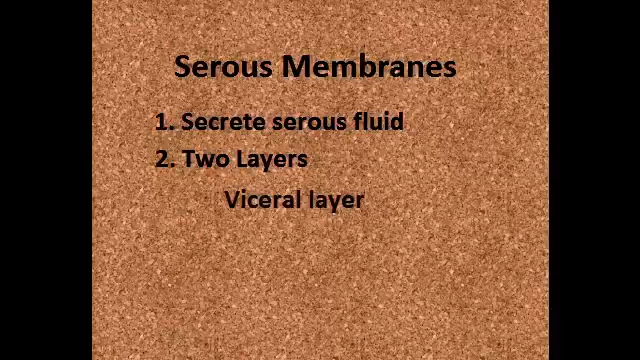 Serous Membranes
1. Secrete serous fluid
2. Two Layers
Viceral layer